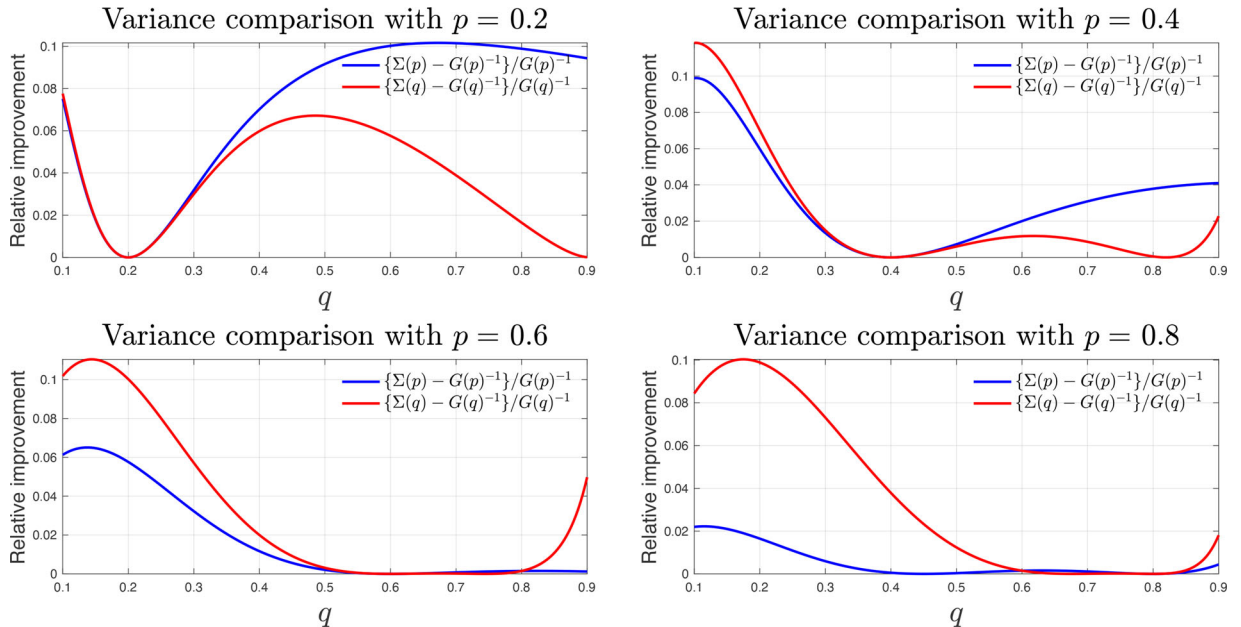 Variance comparison with p = 0.2
{Σ(p) − G(p)⁻¹}/G(p)⁻¹
{Σ(q) − G(q)⁻¹}/G(q)⁻¹
Relative improvement
0.1
0.08
0.06
0.04
0.02
0
0.1 0.2 0.3 0.4 0.5 0.6 0.7 0.8 0.9
q
Variance comparison with p = 0.4
{Σ(p) − G(p)⁻¹}/G(p)⁻¹
{Σ(q) − G(q)⁻¹}/G(q)⁻¹
Relative improvement
0.1
0.08
0.06
0.04
0.02
0
0.1 0.2 0.3 0.4 0.5 0.6 0.7 0.8 0.9
q
Variance comparison with p = 0.6
{Σ(p) − G(p)⁻¹}/G(p)⁻¹
{Σ(q) − G(q)⁻¹}/G(q)⁻¹
Relative improvement
0.1
0.08
0.06
0.04
0.02
0
0.1 0.2 0.3 0.4 0.5 0.6 0.7 0.8 0.9
q
Variance comparison with p = 0.8
{Σ(p) − G(p)⁻¹}/G(p)⁻¹
{Σ(q) − G(q)⁻¹}/G(q)⁻¹
Relative improvement
0.1
0.08
0.06
0.04
0.02
0
0.1 0.2 0.3 0.4 0.5 0.6 0.7 0.8 0.9
q